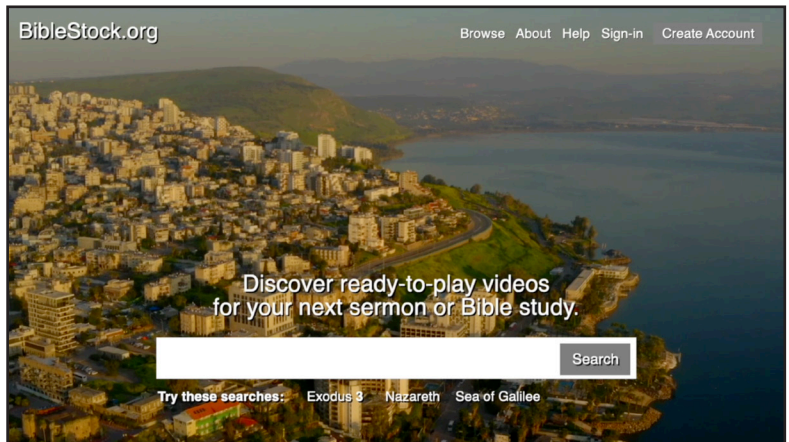 BibleStock.org
Browse About Help Sign-in Create Account
Discover ready-to-play videos
for your next sermon or Bible study.
Search
Try these searches: Exodus 3 Nazareth Sea of Galilee